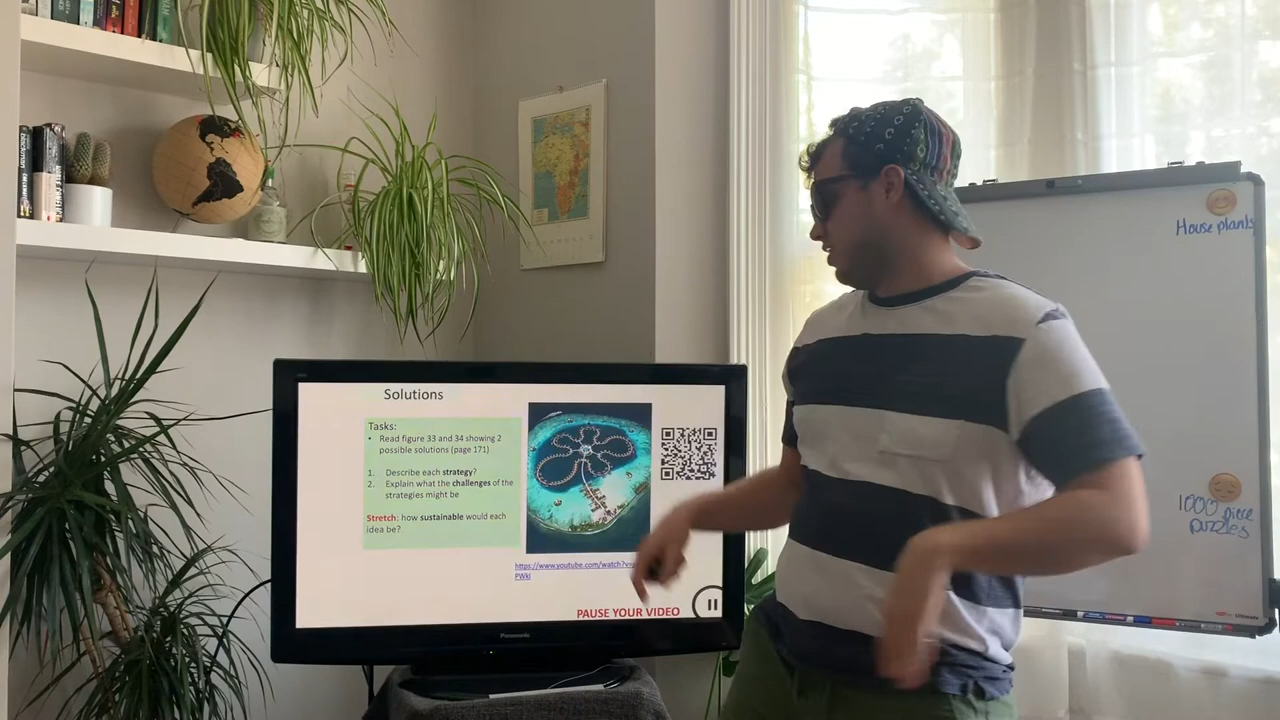 Solutions
Tasks:
• Read figure 33 and 34 showing 2
possible solutions (page 171)
1. Describe each strategy?
2. Explain what the challenges of the
strategies might be
Stretch: how sustainable would each
idea be?
https://www.youtube.com/watch?v=
PWkI
PAUSE YOUR VIDEO
Panasonic
House plants
1000 piece
puzzles